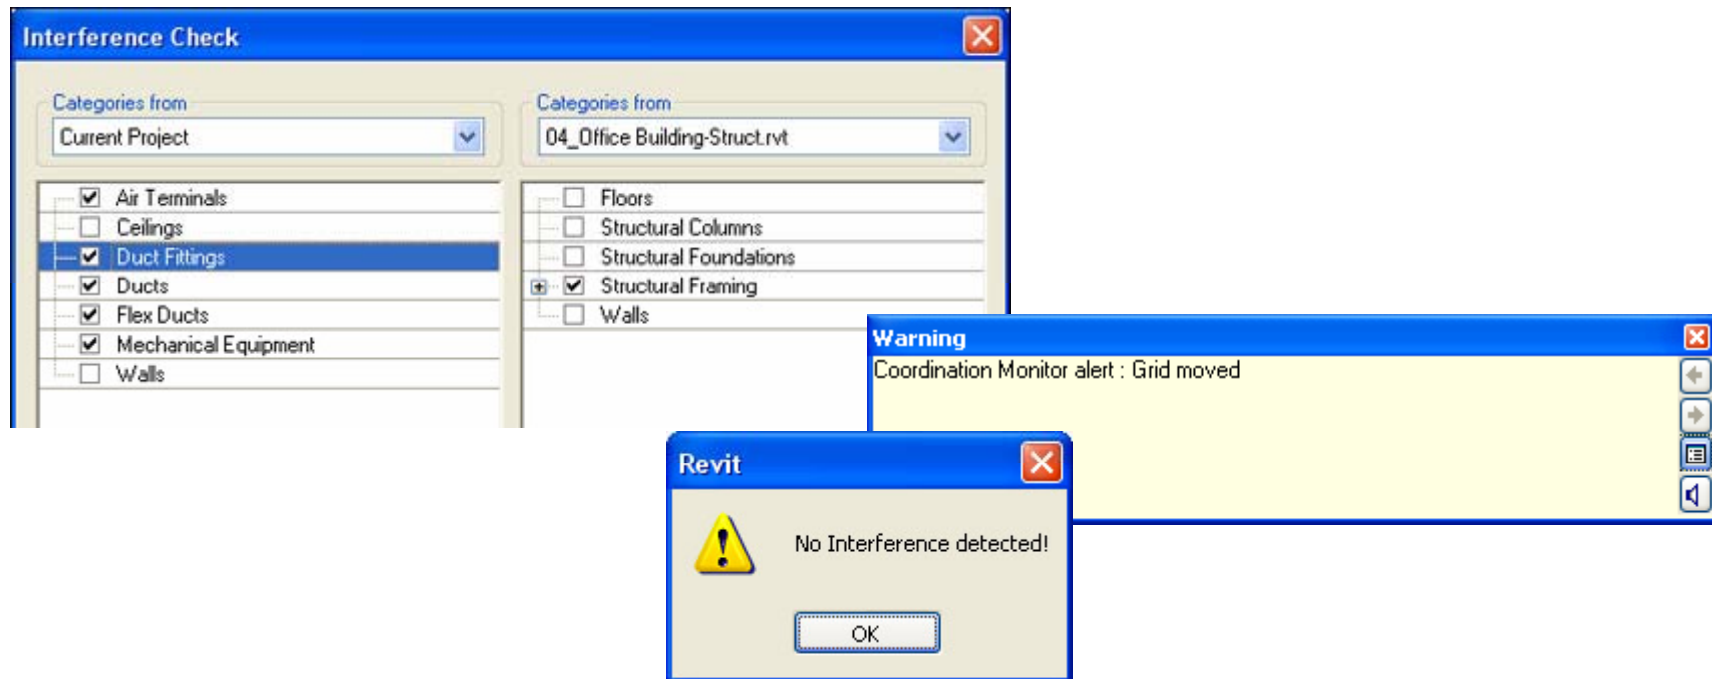 Interference Check
Categories from
Current Project
Air Terminals
Ceilings
Duct Fittings
Ducts
Flex Ducts
Mechanical Equipment
Walls
Categories from
04_Office Building-Struct.rvt
Floors
Structural Columns
Structural Foundations
Structural Framing
Walls
Warning
Coordination Monitor alert : Grid moved
Revit
No Interference detected!
OK